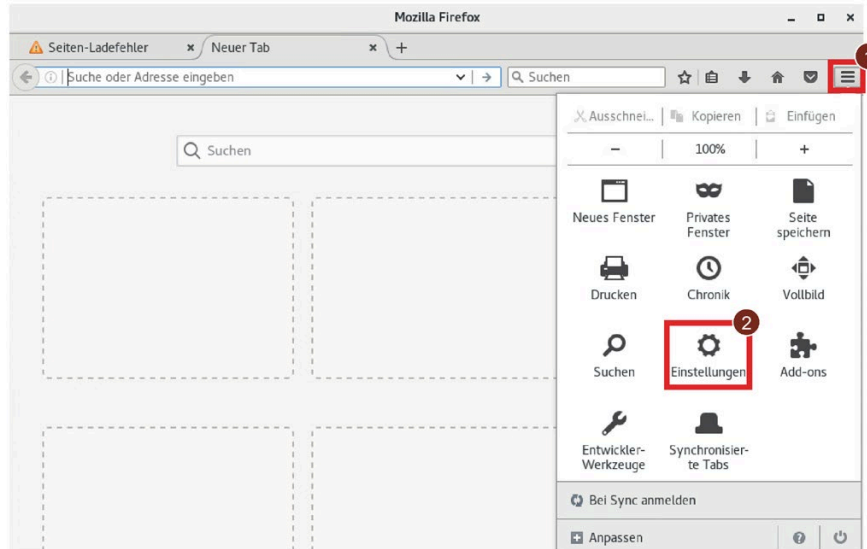 Mozilla Firefox
Seiten-Ladefehler
Neuer Tab
Suche oder Adresse eingeben
Suchen
Ausschnei...
Kopieren
Einfügen
100%
Suchen
Neues Fenster
Privates
Fenster
Seite
speichern
Drucken
Chronik
Vollbild
2
Suchen
Einstellungen
Add-ons
Entwickler-
Werkzeuge
Synchronisier-
te Tabs
Bei Sync anmelden
Anpassen